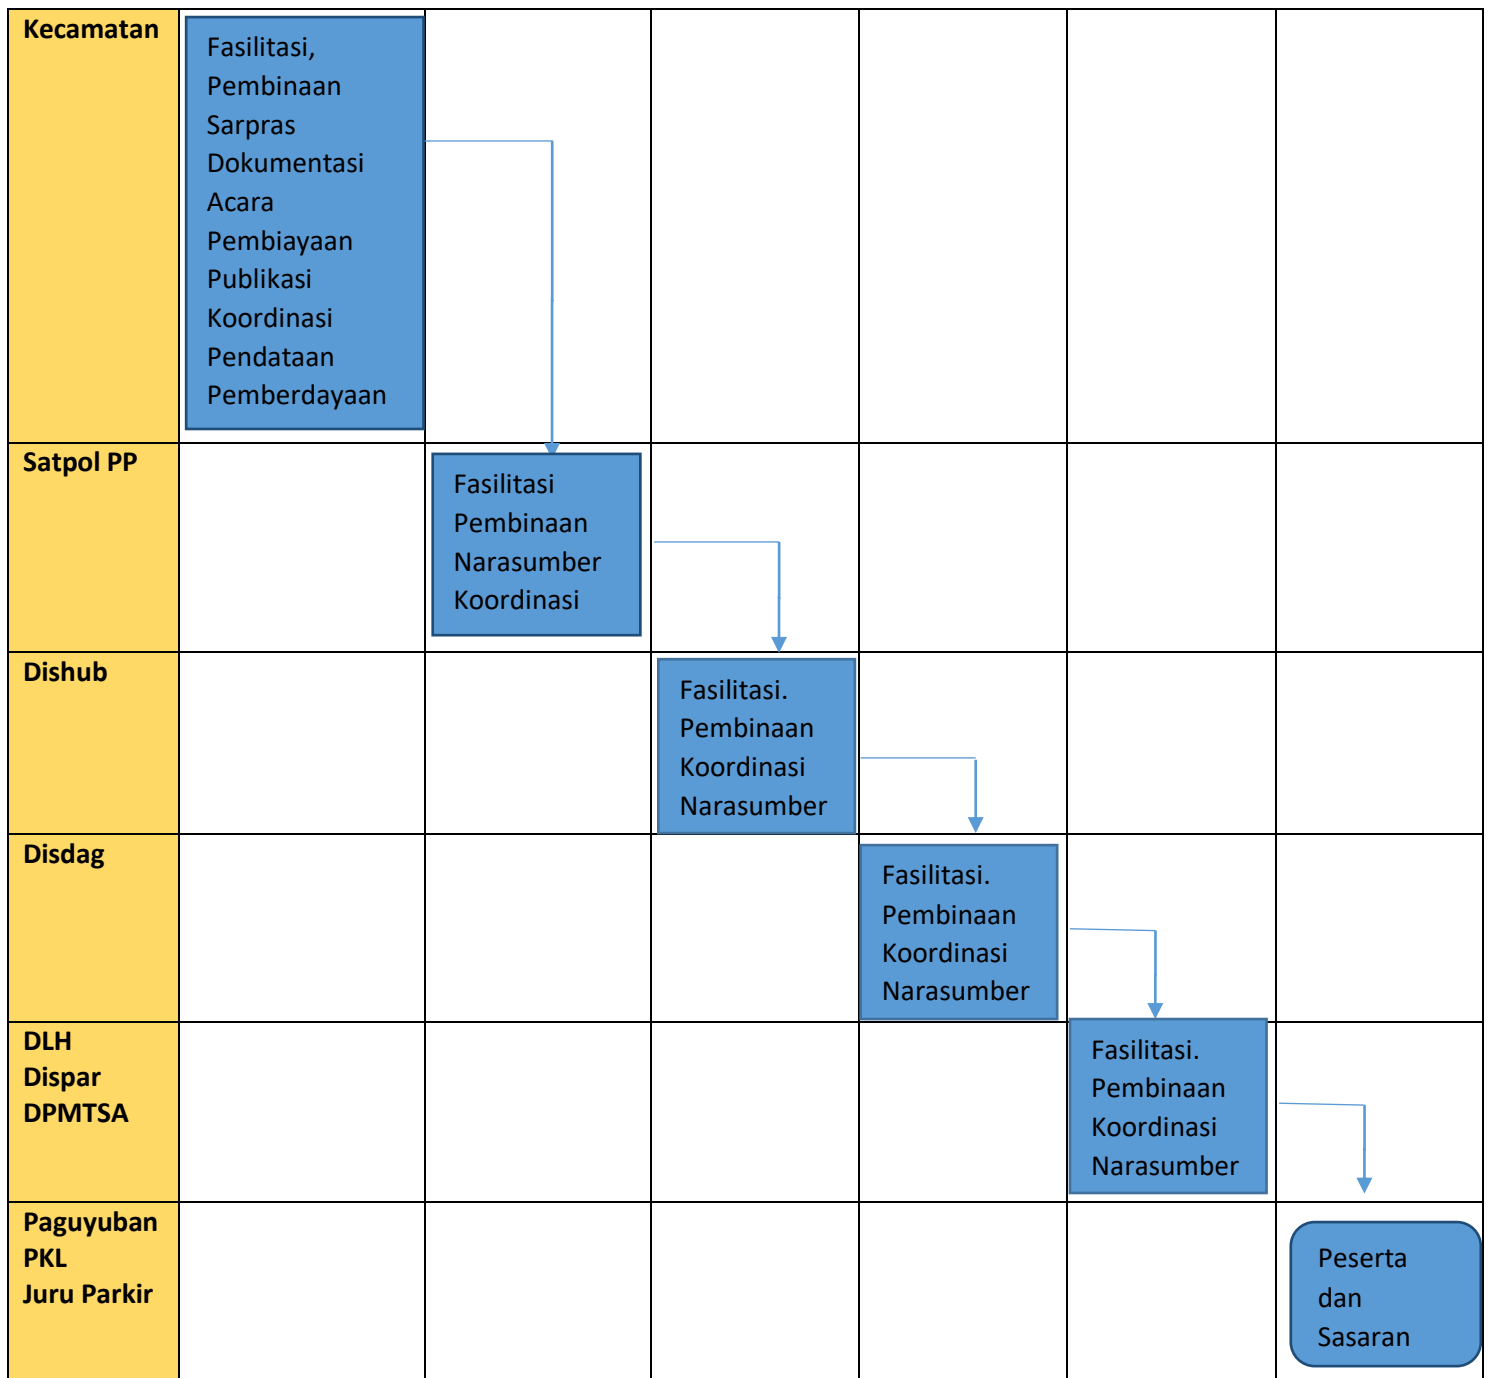 Kecamatan
Fasilitasi,
Pembinaan
Sarpras
Dokumentasi
Acara
Pembiayaan
Publikasi
Koordinasi
Pendataan
Pemberdayaan
Satpol PP
Fasilitasi
Pembinaan
Narasumber
Koordinasi
Dishub
Fasilitasi.
Pembinaan
Koordinasi
Narasumber
Disdag
Fasilitasi.
Pembinaan
Koordinasi
Narasumber
DLH
Dispar
DPMTSA
Fasilitasi.
Pembinaan
Koordinasi
Narasumber
Paguyuban
PKL
Juru Parkir
Peserta
dan
Sasaran